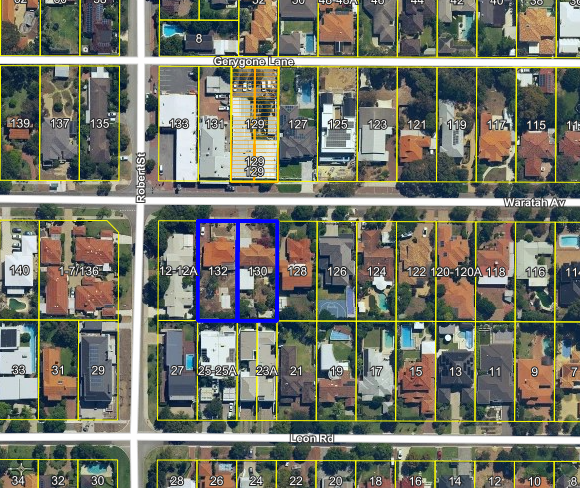 8
Gerygone Lane
139 137 135 133 131 129 127 125 123 121 119 117 115
129
129
Robert St
Waratah Av
140 1-7/136 12-12A 132 130 128 126 124 122 120-120A 118 116
33 31 29 27 25-25A 23A 21 19 17 15 13 11 9 7
Leon Rd
34 32 30 28 26 24 22 20 18 16 14 12 10 8